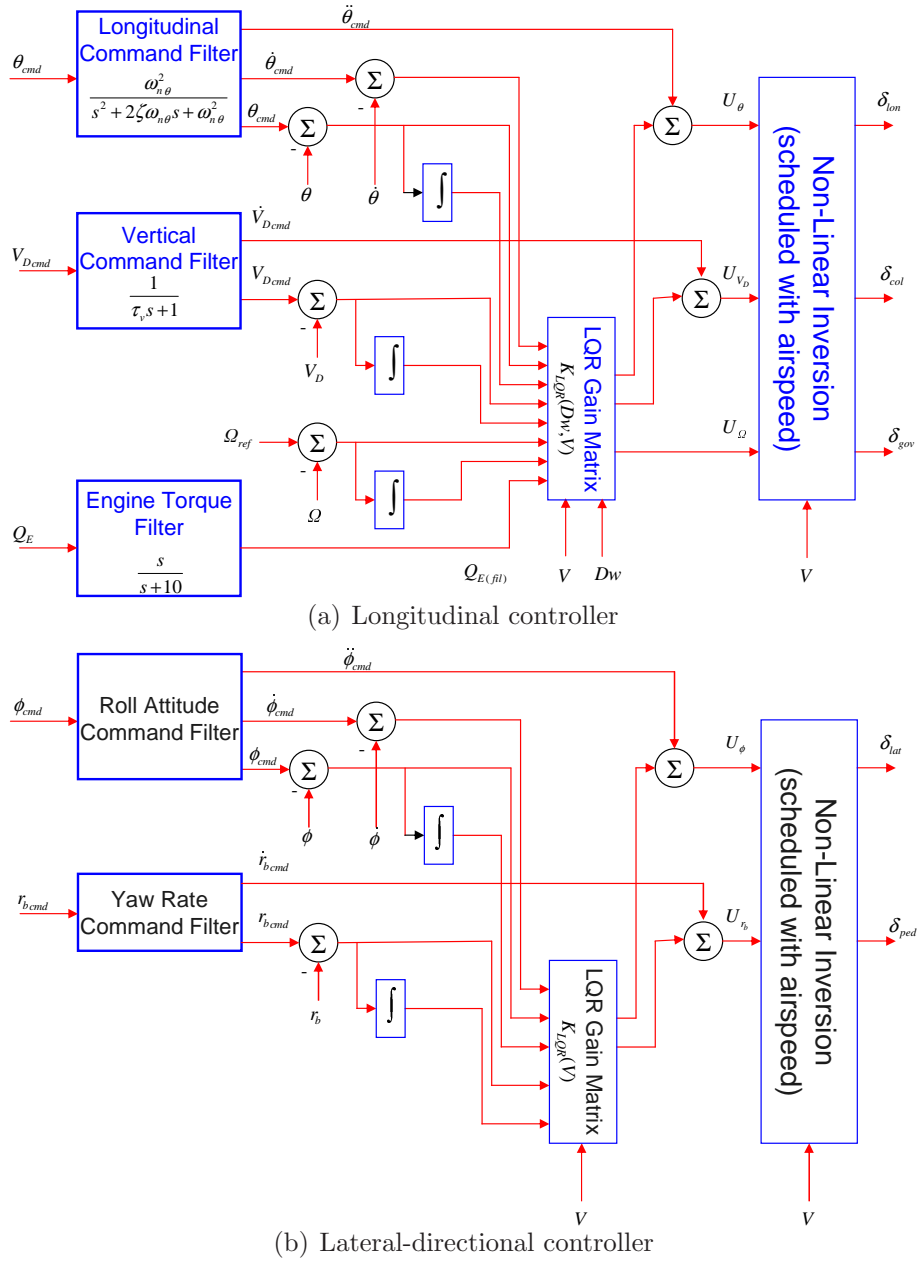 Longitudinal
Command Filter
ω²ₙθ
s² + 2ζωₙθs + ω²ₙθ
θcmd
θ̈cmd
θ̇cmd
θcmd
Σ
-
Σ
-
θ
θ̇
∫
Σ
Uθ
δlon
Vertical
Command Filter
1
τᵥs+1
VDcmd
V̇Dcmd
VDcmd
Σ
-
VD
∫
Σ
UVD
δcol
Ωref
Σ
-
Ω
∫
UΩ
δgov
Engine Torque
Filter
s
s+10
QE
QE(fil)
LQR Gain Matrix
KLQR(Dw,V)
V
Dw
Non-Linear Inversion
(scheduled with airspeed)
V
(a) Longitudinal controller
Roll Attitude
Command Filter
ϕcmd
ϕ̈cmd
ϕ̇cmd
ϕcmd
Σ
-
Σ
-
ϕ
ϕ̇
∫
Σ
Uϕ
δlat
Yaw Rate
Command Filter
rbcmd
ṙbcmd
rbcmd
Σ
-
rb
∫
Σ
Urb
δped
LQR Gain Matrix
KLQR(V)
V
Non-Linear Inversion
(scheduled with airspeed)
V
(b) Lateral-directional controller